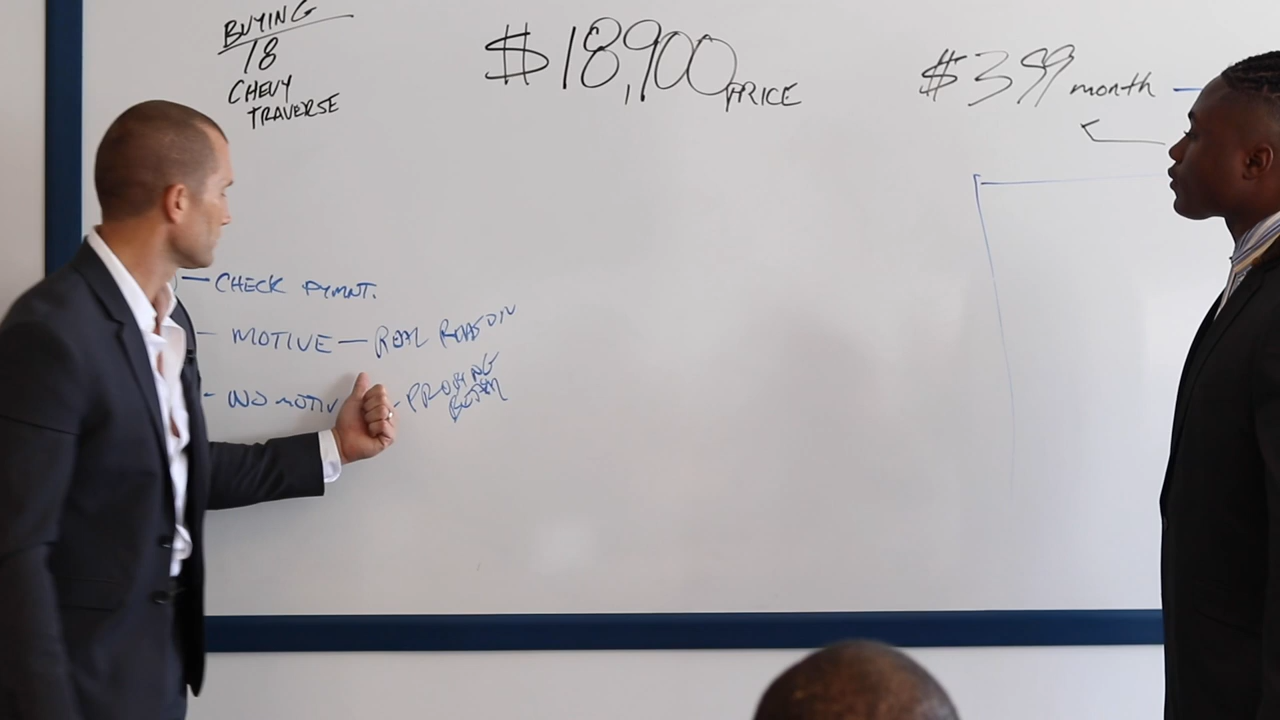 BUYING
18
CHEVY
TRAVERSE
$18,900 PRICE
$399 month
- CHECK PYMNT.
- MOTIVE - REAL REASON
- NO MOTIV